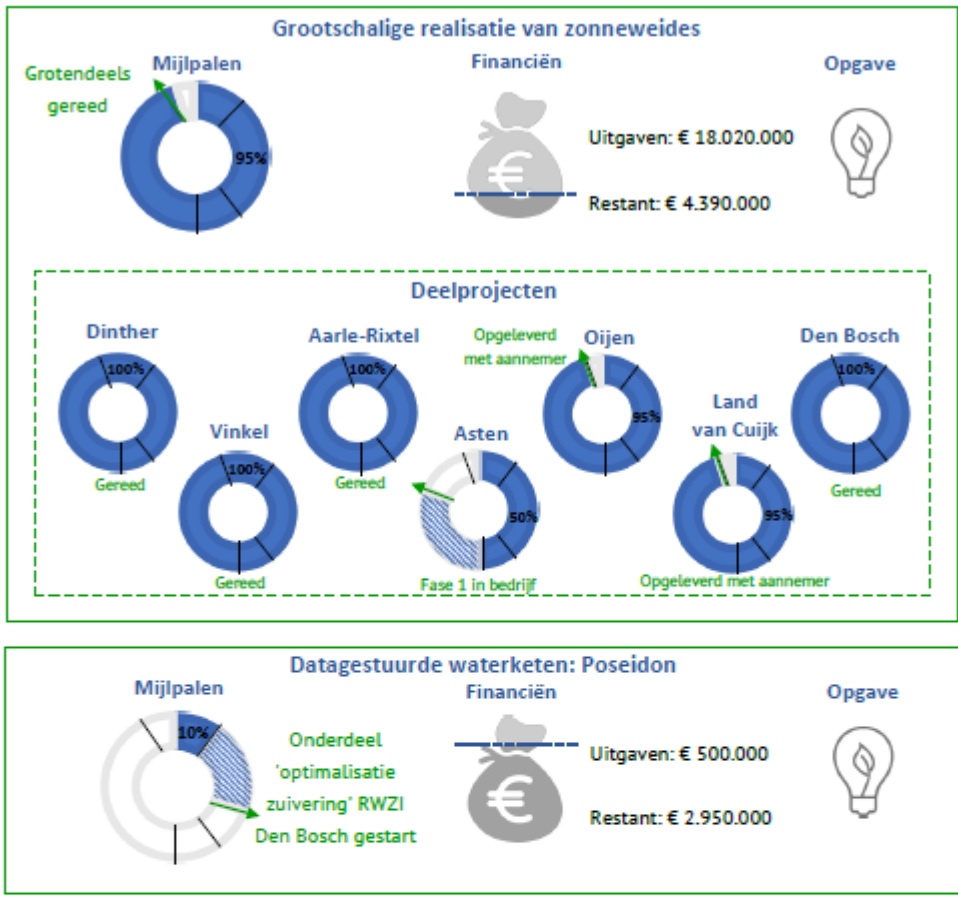 Grootschalige realisatie van zonneweides
Mijlpalen
Financiën
Opgave
Grotendeels
gereed
95%
€
Uitgaven: € 18.020.000
Restant: € 4.390.000
Deelprojecten
Dinther
100%
Gereed
Vinkel
100%
Gereed
Aarle-Rixtel
100%
Gereed
Asten
50%
Fase 1 in bedrijf
Opgeleverd
met aannemer
Oijen
95%
Land
van Cuijk
95%
Opgeleverd met aannemer
Den Bosch
100%
Gereed
Datagestuurde waterketen: Poseidon
Mijlpalen
Financiën
Opgave
10%
Onderdeel
'optimalisatie
zuivering' RWZI
Den Bosch gestart
€
Uitgaven: € 500.000
Restant: € 2.950.000